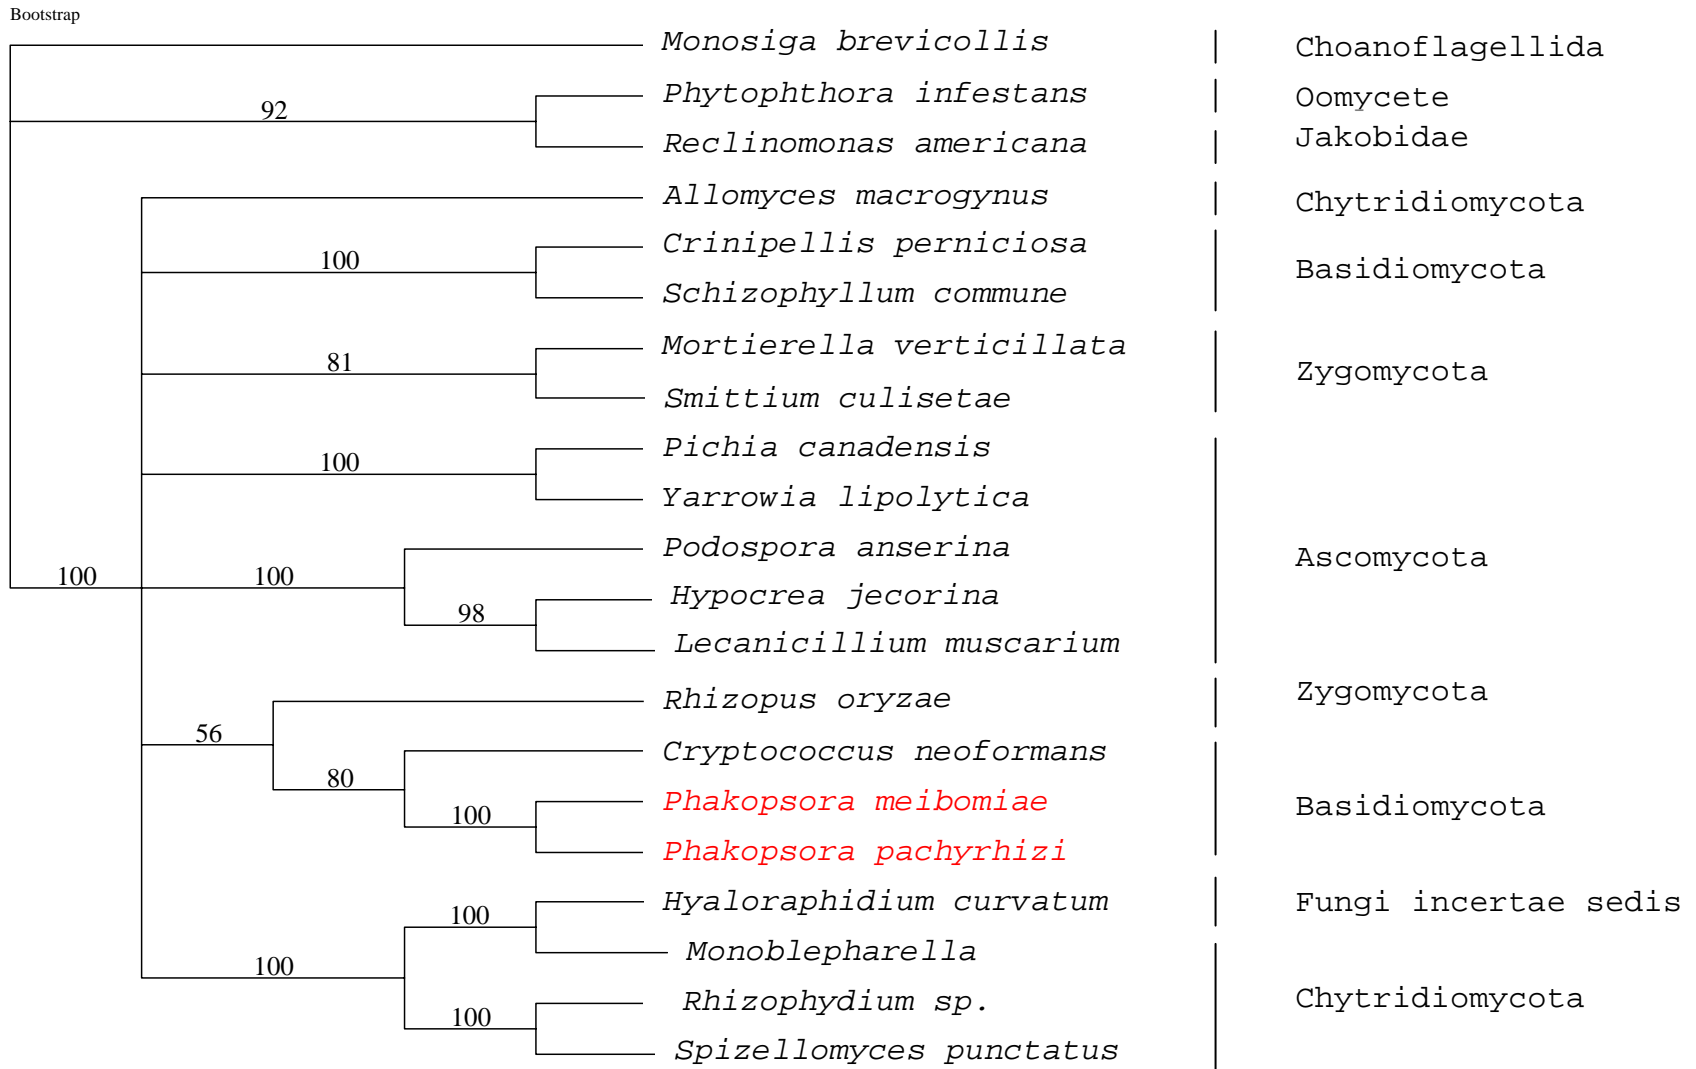 Bootstrap
Monosiga brevicollis Choanoflagellida
Phytophthora infestans Oomycete
92
Reclinomonas americana Jakobidae
Allomyces macrogynus Chytridiomycota
Crinipellis perniciosa
100 Basidiomycota
Schizophyllum commune
Mortierella verticillata
81 Zygomycota
Smittium culisetae
Pichia canadensis
100
Yarrowia lipolytica
Podospora anserina Ascomycota
100 100
Hypocrea jecorina
98
Lecanicillium muscarium
Rhizopus oryzae Zygomycota
56
Cryptococcus neoformans
80
Phakopsora meibomiae Basidiomycota
100
Phakopsora pachyrhizi
Hyaloraphidium curvatum Fungi incertae sedis
100
Monoblepharella
100
Rhizophydium sp. Chytridiomycota
100
Spizellomyces punctatus